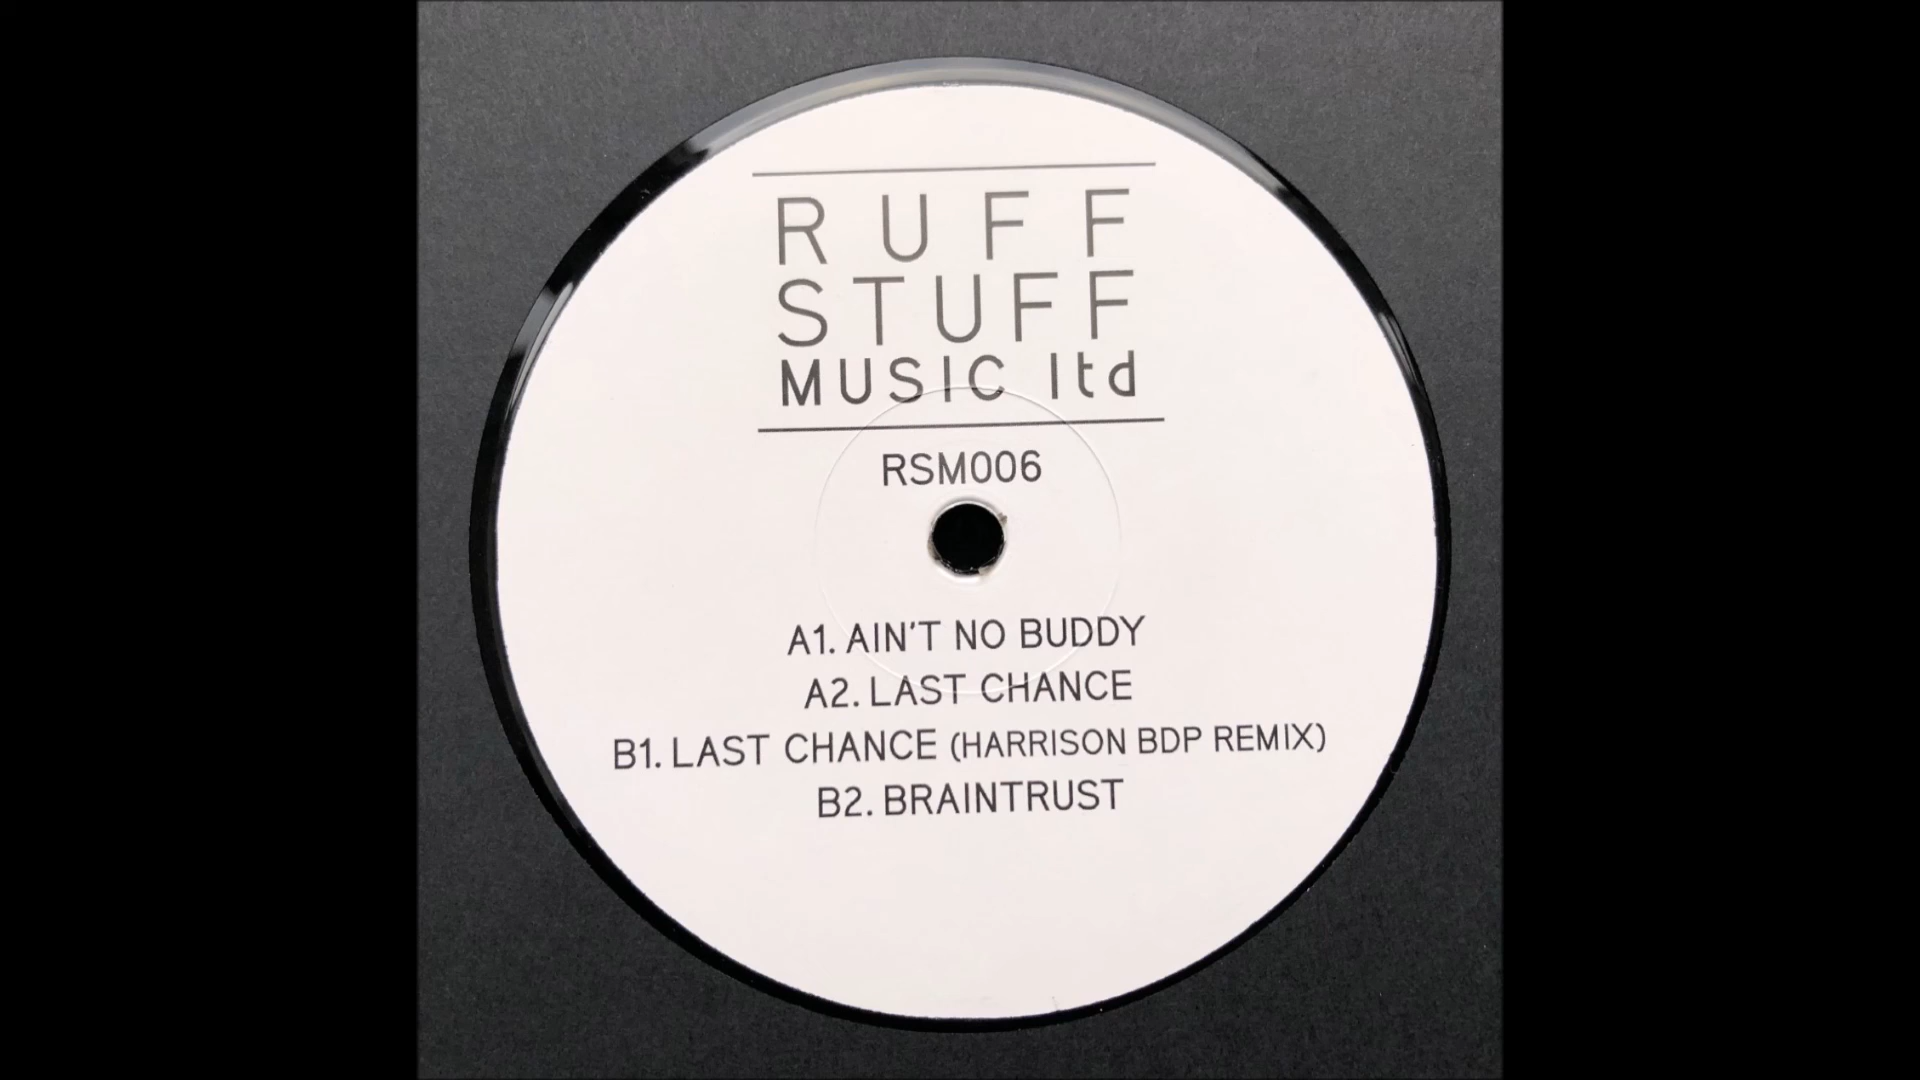 RUFF
STUFF
MUSIC ltd
RSM006
A1. AIN'T NO BUDDY
A2. LAST CHANCE
B1. LAST CHANCE (HARRISON BDP REMIX)
B2. BRAINTRUST